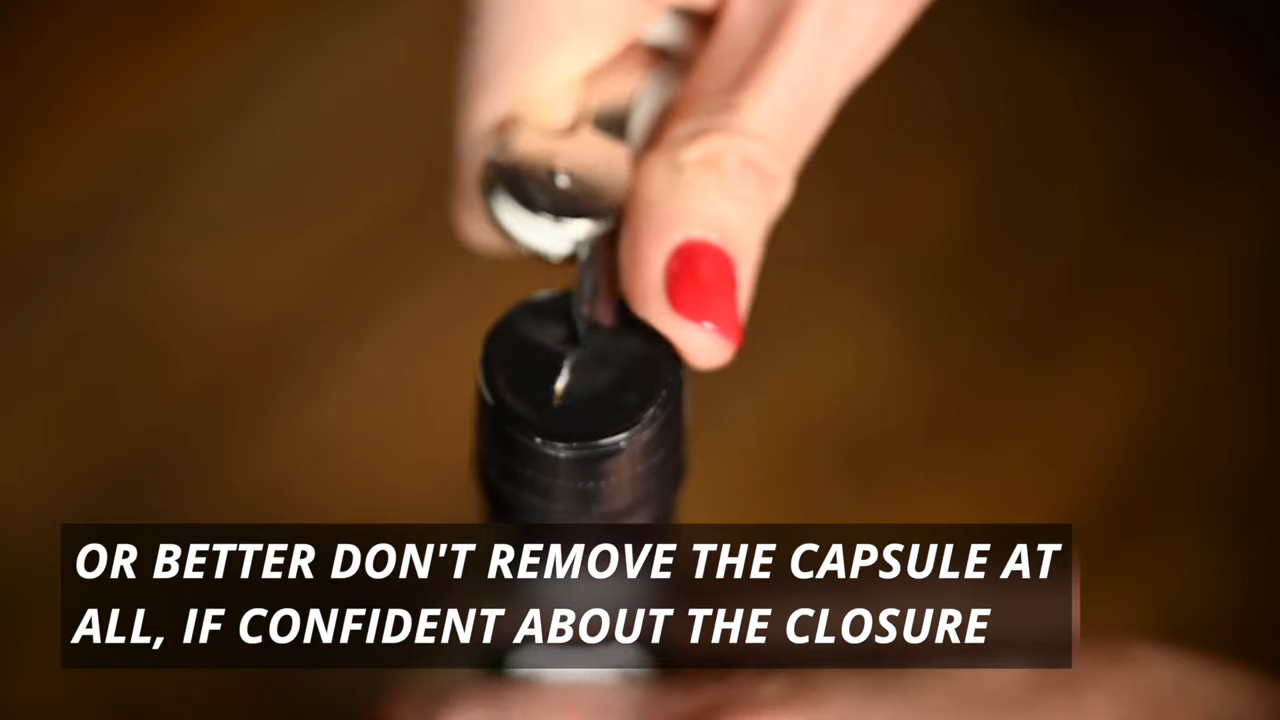 OR BETTER DON'T REMOVE THE CAPSULE AT
ALL, IF CONFIDENT ABOUT THE CLOSURE